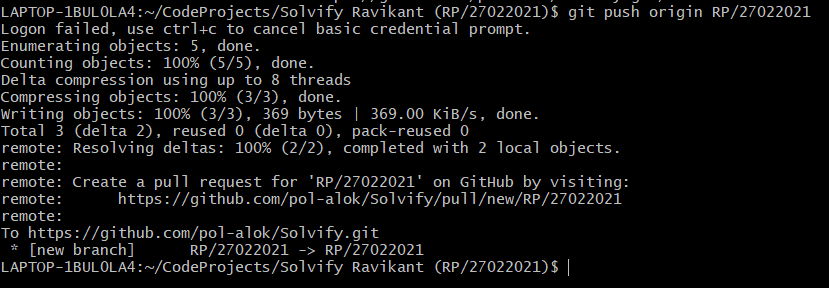 LAPTOP-1BUL0LA4:~/CodeProjects/Solvify Ravikant (RP/27022021)$ git push origin RP/27022021
Logon failed, use ctrl+c to cancel basic credential prompt.
Enumerating objects: 5, done.
Counting objects: 100% (5/5), done.
Delta compression using up to 8 threads
Compressing objects: 100% (3/3), done.
Writing objects: 100% (3/3), 369 bytes | 369.00 KiB/s, done.
Total 3 (delta 2), reused 0 (delta 0), pack-reused 0
remote: Resolving deltas: 100% (2/2), completed with 2 local objects.
remote:
remote: Create a pull request for 'RP/27022021' on GitHub by visiting:
remote:      https://github.com/pol-alok/Solvify/pull/new/RP/27022021
remote:
To https://github.com/pol-alok/Solvify.git
 * [new branch]      RP/27022021 -> RP/27022021
LAPTOP-1BUL0LA4:~/CodeProjects/Solvify Ravikant (RP/27022021)$